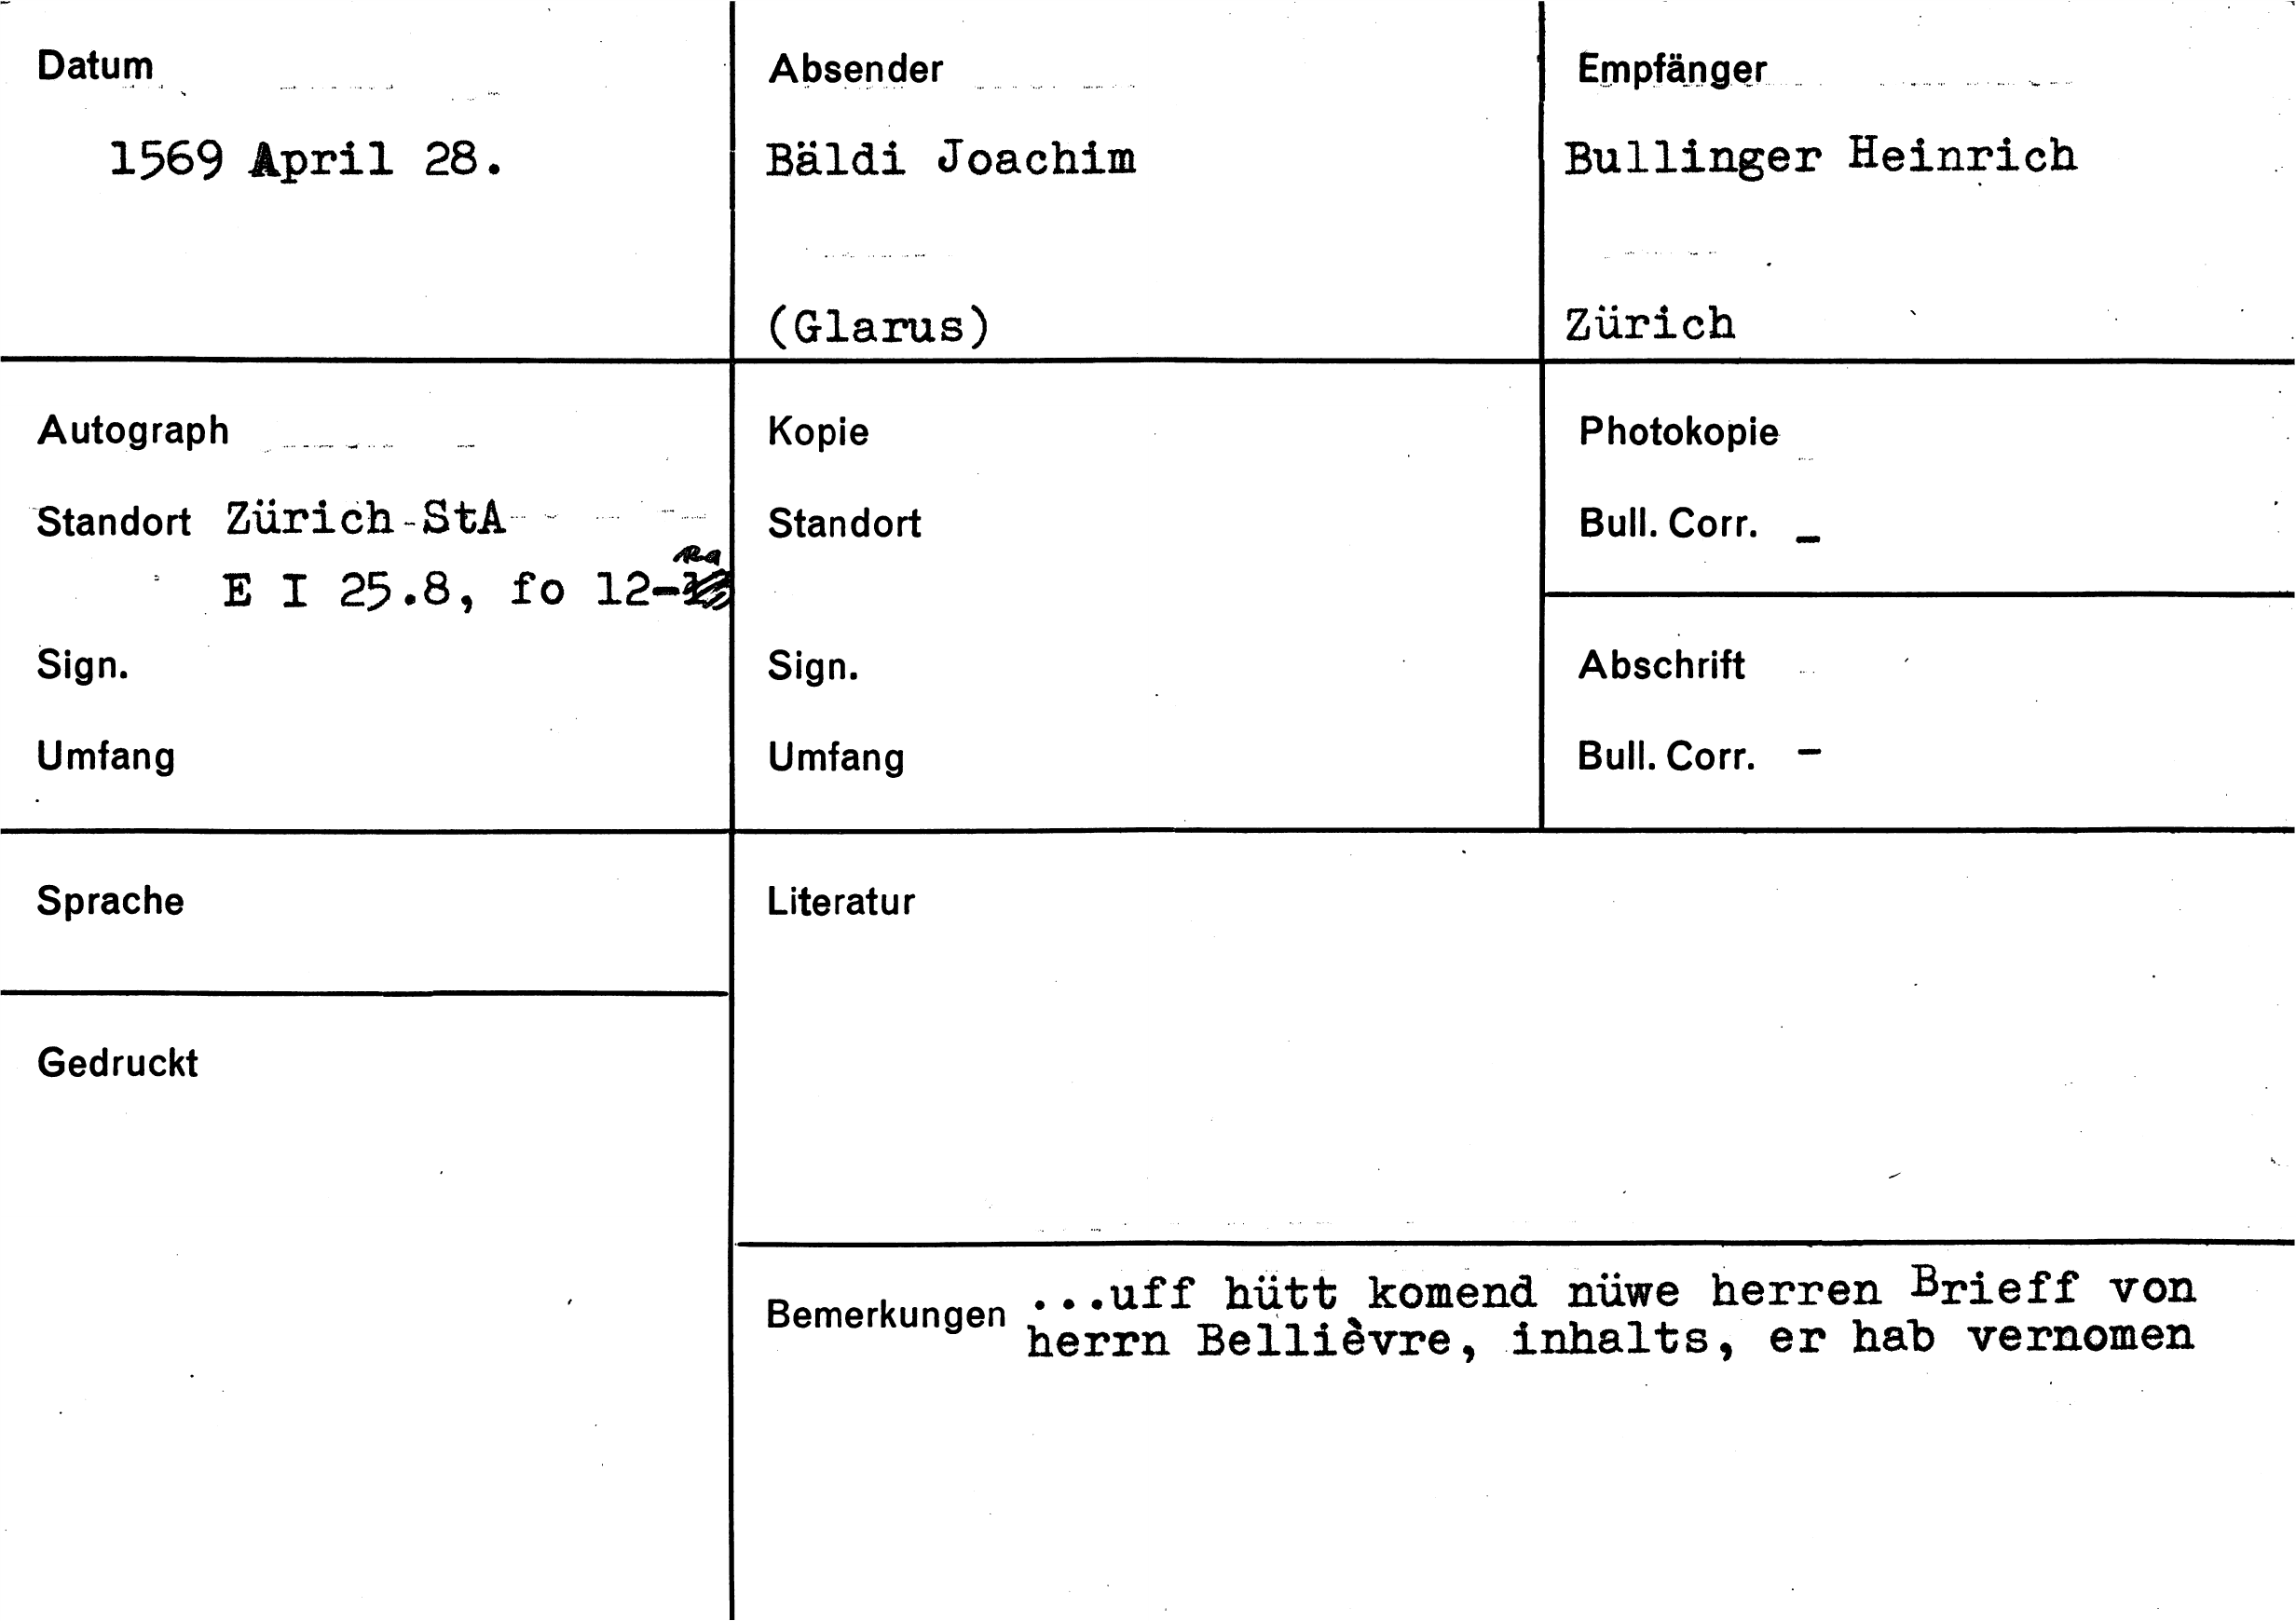 Datum
1569 April 28.
Absender
Bäldi Joachim
(Glarus)
Empfänger
Bullinger Heinrich
Zürich
Autograph
Standort Zürich StA
E I 25.8, fo 12-
Sign.
Umfang
Kopie
Standort
Sign.
Umfang
Photokopie
Bull. Corr. -
Abschrift
Bull. Corr. -
Sprache
Gedruckt
Literatur
Bemerkungen ...uff hütt komend nüwe herren Brieff von
herrn Bellièvre, inhalts, er hab vernomen